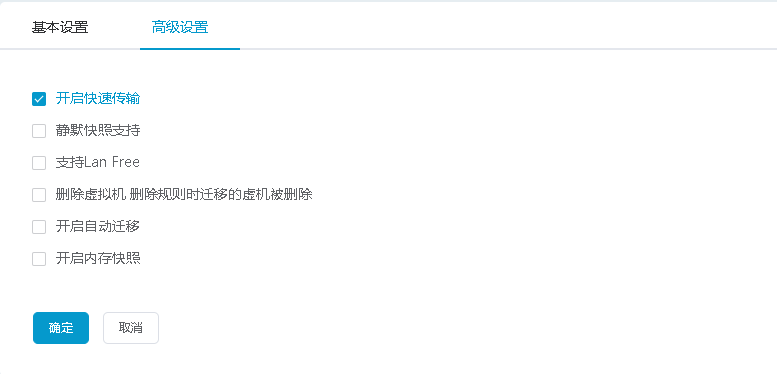 基本设置 高级设置
开启快速传输
静默快照支持
支持Lan Free
删除虚拟机 删除规则时迁移的虚机被删除
开启自动迁移
开启内存快照
确定 取消